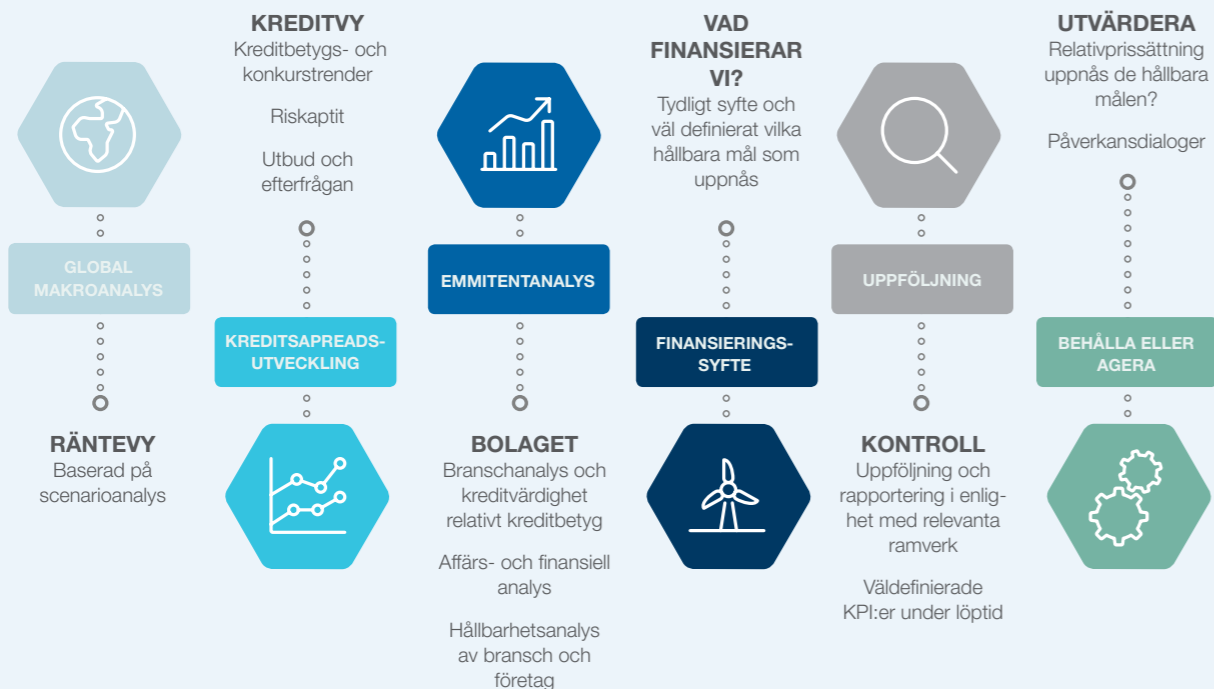 GLOBAL
MAKROANALYS
RÄNTEVY
Baserad på
scenarioanalys
KREDITVY
Kreditbetygs- och
konkurstrender
Riskaptit
Utbud och
efterfrågan
KREDITSAPREADS-
UTVECKLING
EMMITENTANALYS
BOLAGET
Branschanalys och
kreditvärdighet
relativt kreditbetyg
Affärs- och finansiell
analys
Hållbarhetsanalys
av bransch och
företag
VAD
FINANSIERAR
VI?
Tydligt syfte och
väl definierat vilka
hållbara mål som
uppnås
FINANSIERINGS-
SYFTE
UPPFÖLJNING
KONTROLL
Uppföljning och
rapportering i enlig-
het med relevanta
ramverk
Väldefinierade
KPI:er under löptid
UTVÄRDERA
Relativprissättning
uppnås de hållbara
målen?
Påverkansdialoger
BEHÅLLA ELLER
AGERA